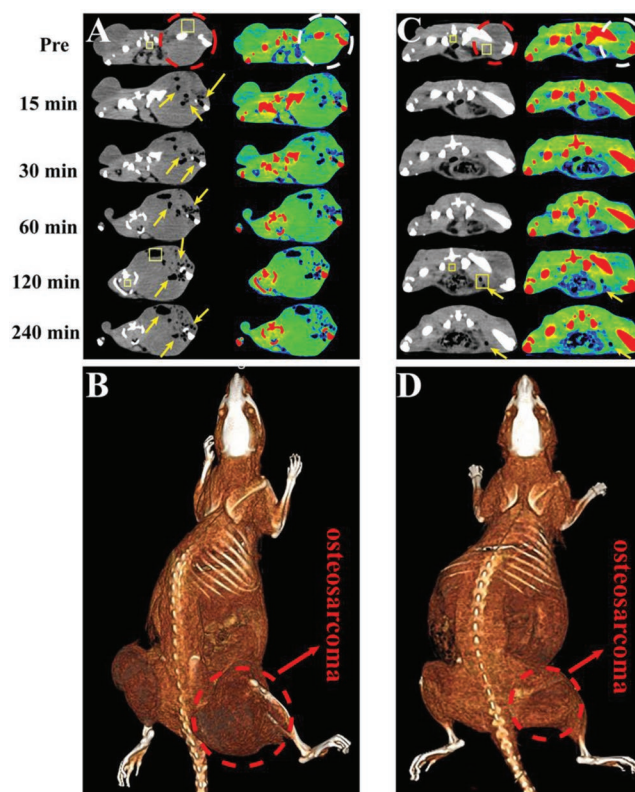 A
C
Pre
15 min
30 min
60 min
120 min
240 min
B
D
osteosarcoma
osteosarcoma